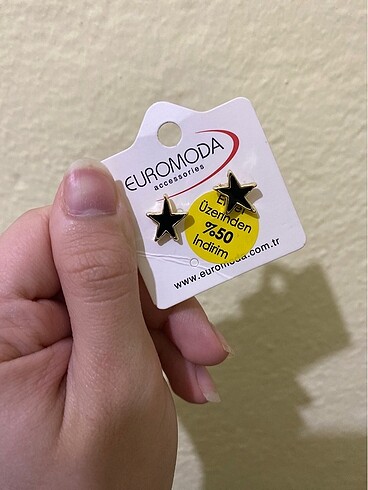 EUROMODA
accessories
Üzerinden
%50
İndirim
www.euromoda.com.tr